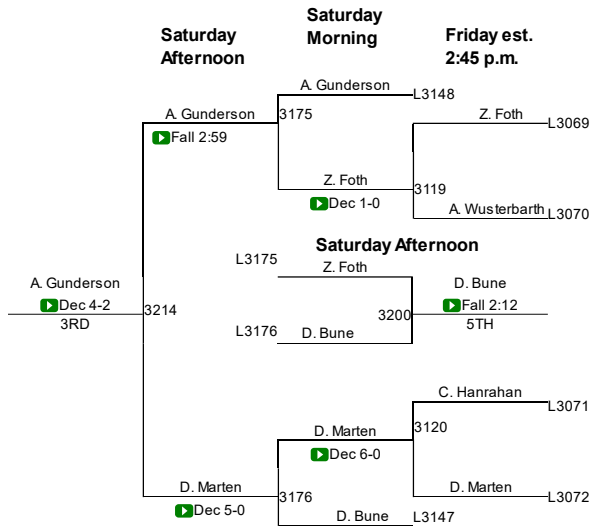 Saturday
Morning
Saturday
Afternoon
Friday est.
2:45 p.m.
A. Gunderson
L3148
A. Gunderson
3175
Z. Foth
L3069
Fall 2:59
Z. Foth
3119
Dec 1-0
A. Wusterbarth
L3070
Saturday Afternoon
L3175
Z. Foth
A. Gunderson
D. Bune
Dec 4-2
Fall 2:12
3214
3200
3RD
5TH
L3176
D. Bune
C. Hanrahan
L3071
D. Marten
3120
Dec 6-0
D. Marten
3176
D. Marten
L3072
Dec 5-0
D. Bune
L3147